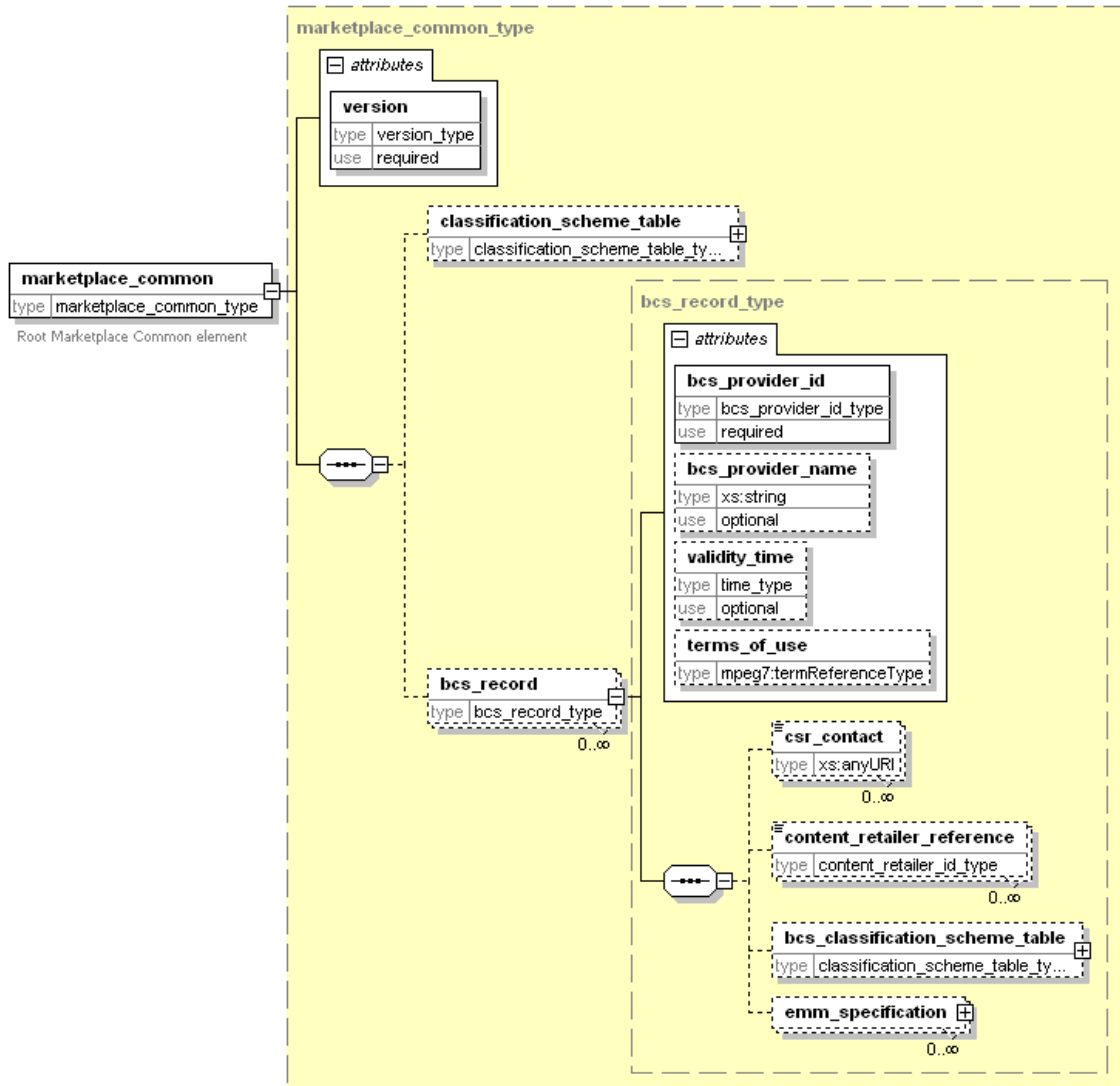 marketplace_common_type
attributes
version
type version_type
use required
classification_scheme_table
type classification_scheme_table_ty...
marketplace_common
type marketplace_common_type
Root Marketplace Common element
bcs_record_type
attributes
bcs_provider_id
type bcs_provider_id_type
use required
bcs_provider_name
type xs:string
use optional
validity_time
type time_type
use optional
terms_of_use
type mpeg7:termReferenceType
bcs_record
type bcs_record_type
0..∞
csr_contact
type xs:anyURI
0..∞
content_retailer_reference
type content_retailer_id_type
0..∞
bcs_classification_scheme_table
type classification_scheme_table_ty...
emm_specification
0..∞